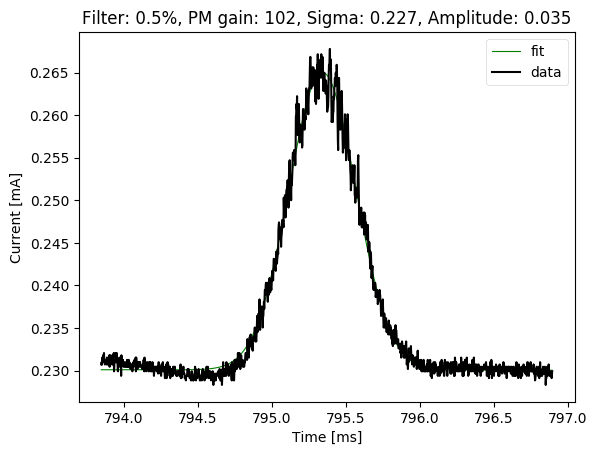 Filter: 0.5%, PM gain: 102, Sigma: 0.227, Amplitude: 0.035
fit
data
0.265
0.260
0.255
0.250
0.245
0.240
0.235
0.230
Current [mA]
794.0 794.5 795.0 795.5 796.0 796.5 797.0
Time [ms]